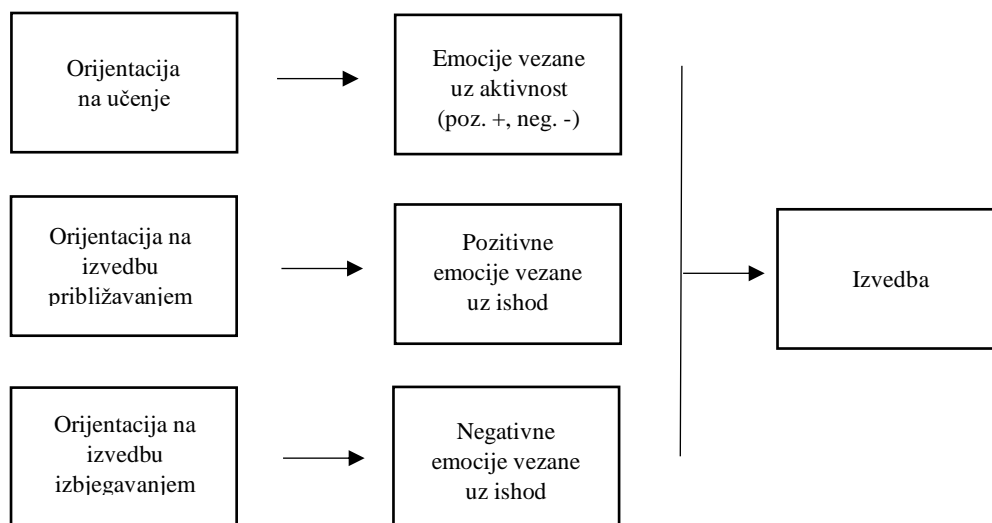 Orijentacija
na učenje
Emocije vezane
uz aktivnost
(poz. +, neg. -)
Orijentacija na
izvedbu
približavanjem
Pozitivne
emocije vezane
uz ishod
Izvedba
Orijentacija na
izvedbu
izbjegavanjem
Negativne
emocije vezane
uz ishod